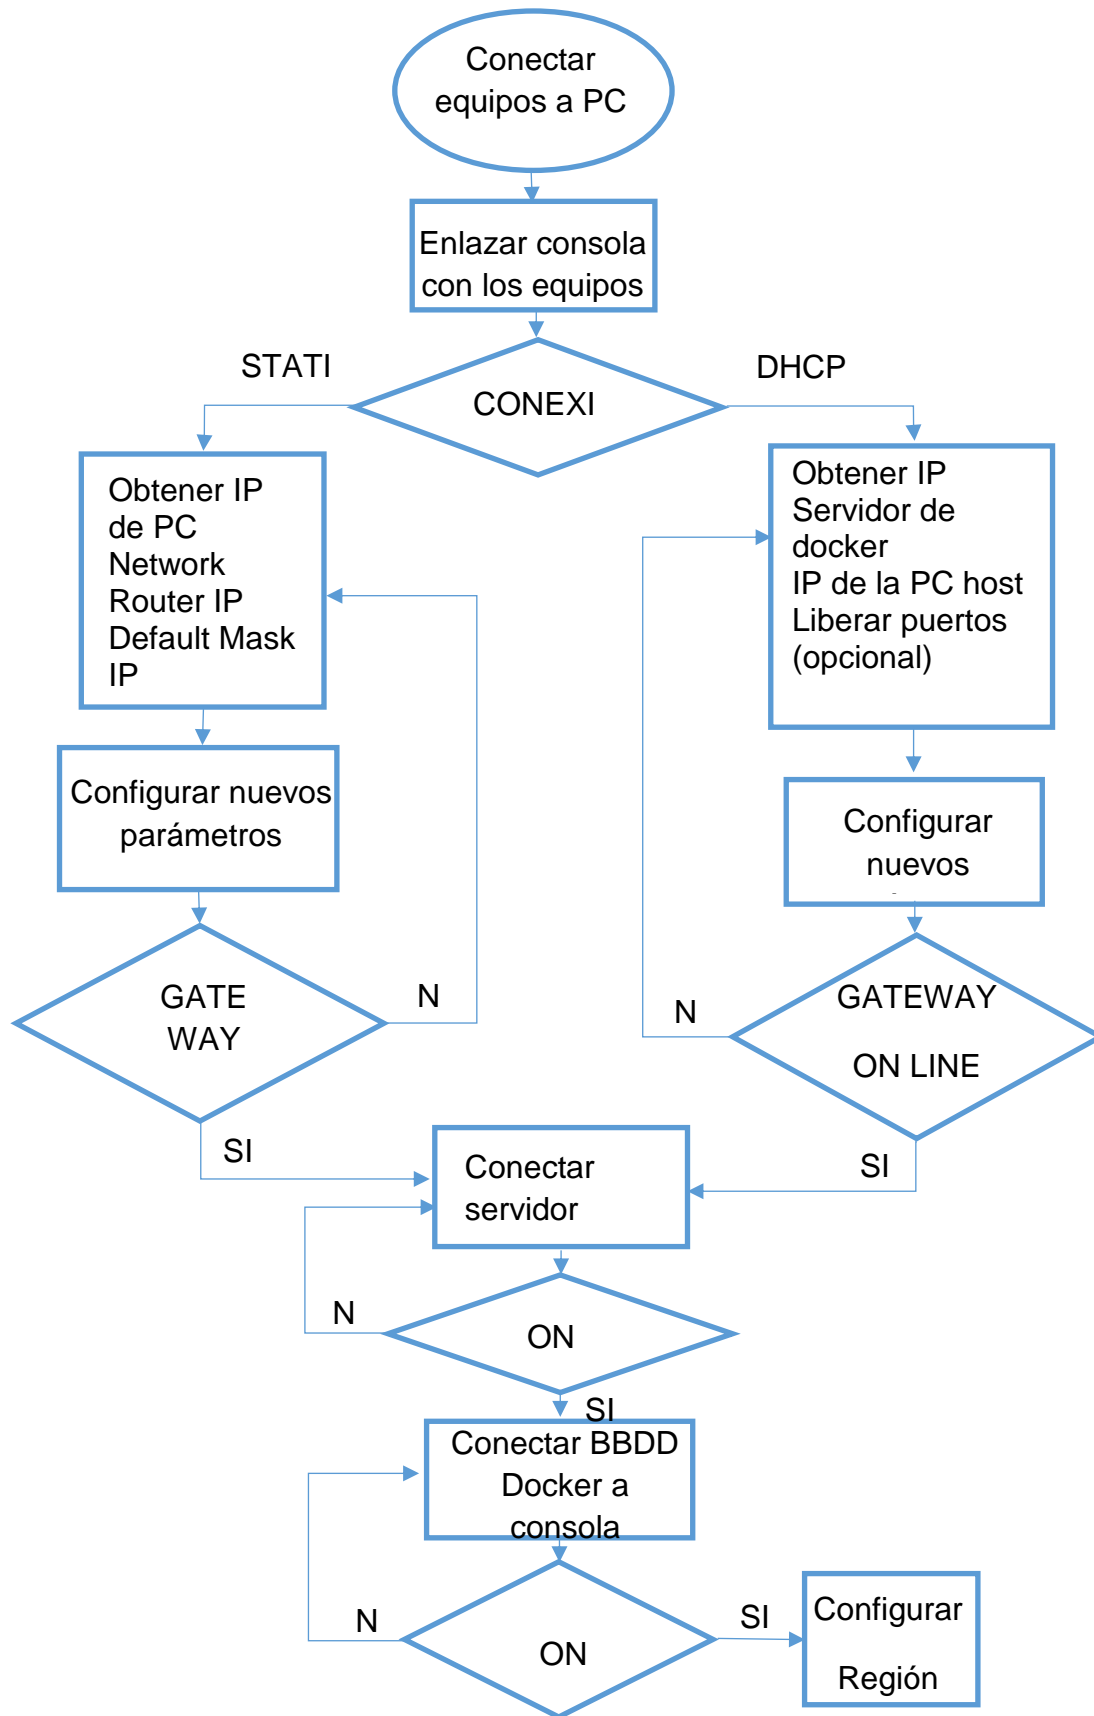 Conectar
equipos a PC
Enlazar consola
con los equipos
STATI
DHCP
CONEXI
Obtener IP
de PC
Network
Router IP
Default Mask
IP
Obtener IP
Servidor de
docker
IP de la PC host
Liberar puertos
(opcional)
Configurar nuevos
parámetros
Configurar
nuevos
GATE
WAY
N
GATEWAY
ON LINE
N
SI
SI
Conectar
servidor
N
ON
SI
Conectar BBDD
Docker a
consola
N
ON
SI
Configurar
Región